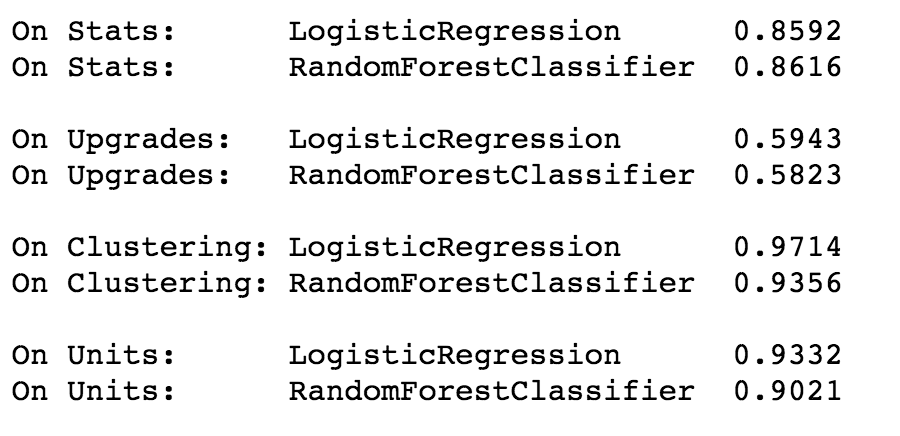 On Stats: LogisticRegression 0.8592
On Stats: RandomForestClassifier 0.8616
On Upgrades: LogisticRegression 0.5943
On Upgrades: RandomForestClassifier 0.5823
On Clustering: LogisticRegression 0.9714
On Clustering: RandomForestClassifier 0.9356
On Units: LogisticRegression 0.9332
On Units: RandomForestClassifier 0.9021